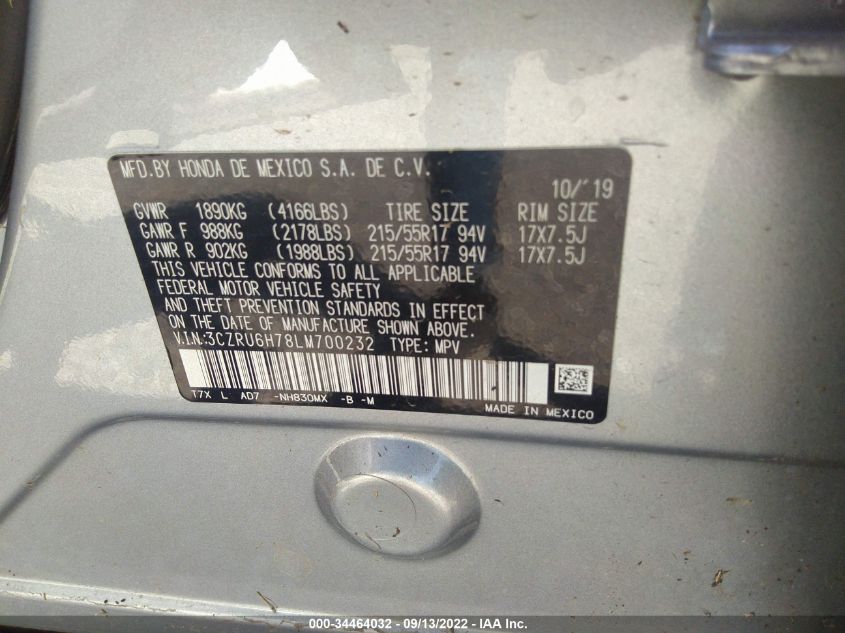 MFD.BY HONDA DE MEXICO S.A. DE C.V.
10/'19
GVWR 1890KG (4166LBS) TIRE SIZE RIM SIZE
GAWR F 988KG (2178LBS) 215/55R17 94V 17X7.5J
GAWR R 902KG (1988LBS) 215/55R17 94V 17X7.5J
THIS VEHICLE CONFORMS TO ALL APPLICABLE
FEDERAL MOTOR VEHICLE SAFETY
AND THEFT PREVENTION STANDARDS IN EFFECT
ON THE DATE OF MANUFACTURE SHOWN ABOVE.
V.I.N.:3CZRU6H78LM700232 TYPE: MPV
T7X L AD7 -NH830MX -B -M
MADE IN MEXICO
000-34464032 - 09/13/2022 - IAA Inc.